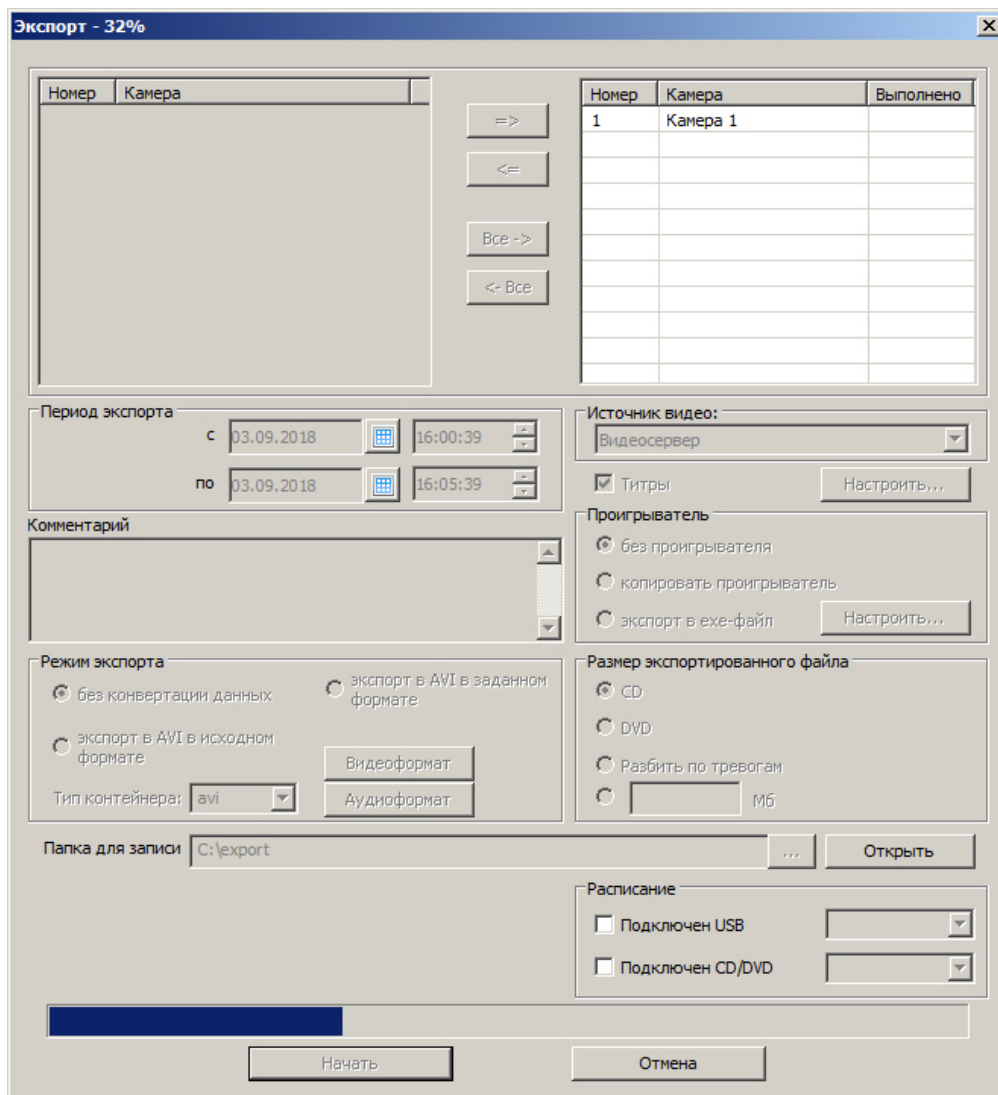 Экспорт - 32%
Номер Камера
Номер Камера Выполнено
1 Камера 1
=>
<=
Все ->
<- Все
Период экспорта
с 03.09.2018 16:00:39
по 03.09.2018 16:05:39
Источник видео:
Видеосервер
Титры Настроить...
Комментарий
Проигрыватель
без проигрывателя
копировать проигрыватель
экспорт в exe-файл Настроить...
Режим экспорта
без конвертации данных
экспорт в AVI в заданном
формате
экспорт в AVI в исходном
формате
Видеоформат
Тип контейнера: avi Аудиоформат
Размер экспортированного файла
CD
DVD
Разбить по тревогам
Мб
Папка для записи C:\export ... Открыть
Расписание
Подключен USB
Подключен CD/DVD
Начать Отмена